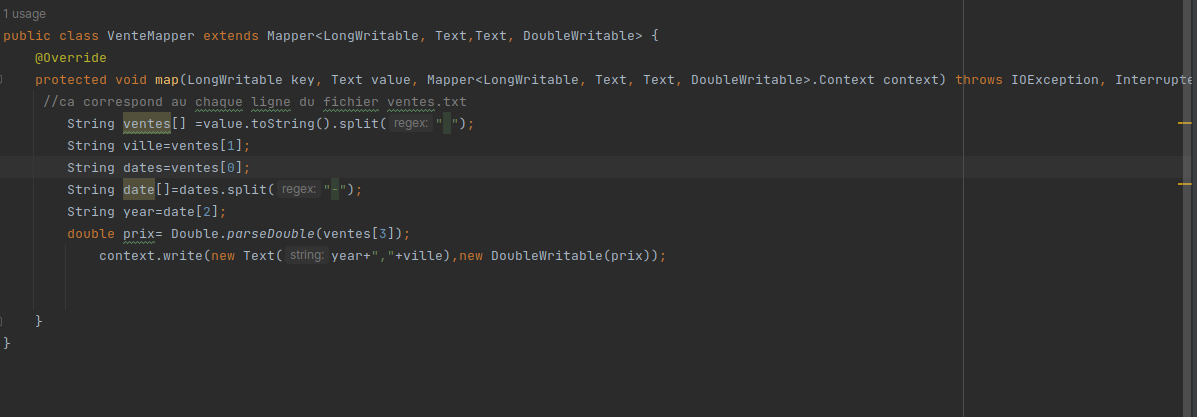 1 usage
public class VenteMapper extends Mapper<LongWritable, Text,Text, DoubleWritable> {
@Override
protected void map(LongWritable key, Text value, Mapper<LongWritable, Text, Text, DoubleWritable>.Context context) throws IOException, Interrupte
//ca correspond au chaque ligne du fichier ventes.txt
String ventes[] =value.toString().split( regex: " ");
String ville=ventes[1];
String dates=ventes[0];
String date[]=dates.split( regex: "-");
String year=date[2];
double prix= Double.parseDouble(ventes[3]);
context.write(new Text( string: year+","+ville),new DoubleWritable(prix));
}
}